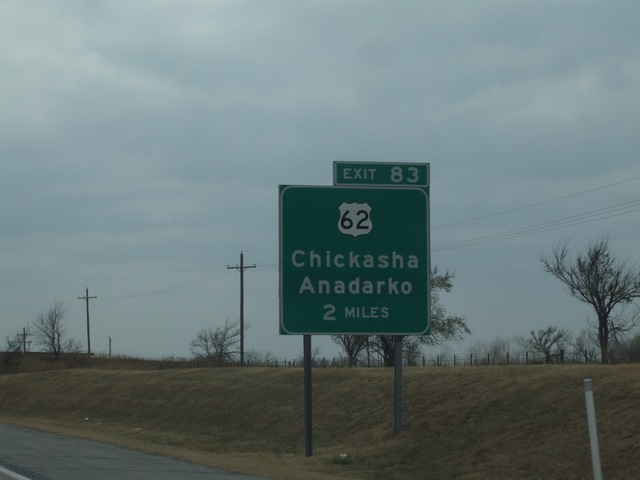 EXIT 83
62
Chickasha
Anadarko
2 MILES